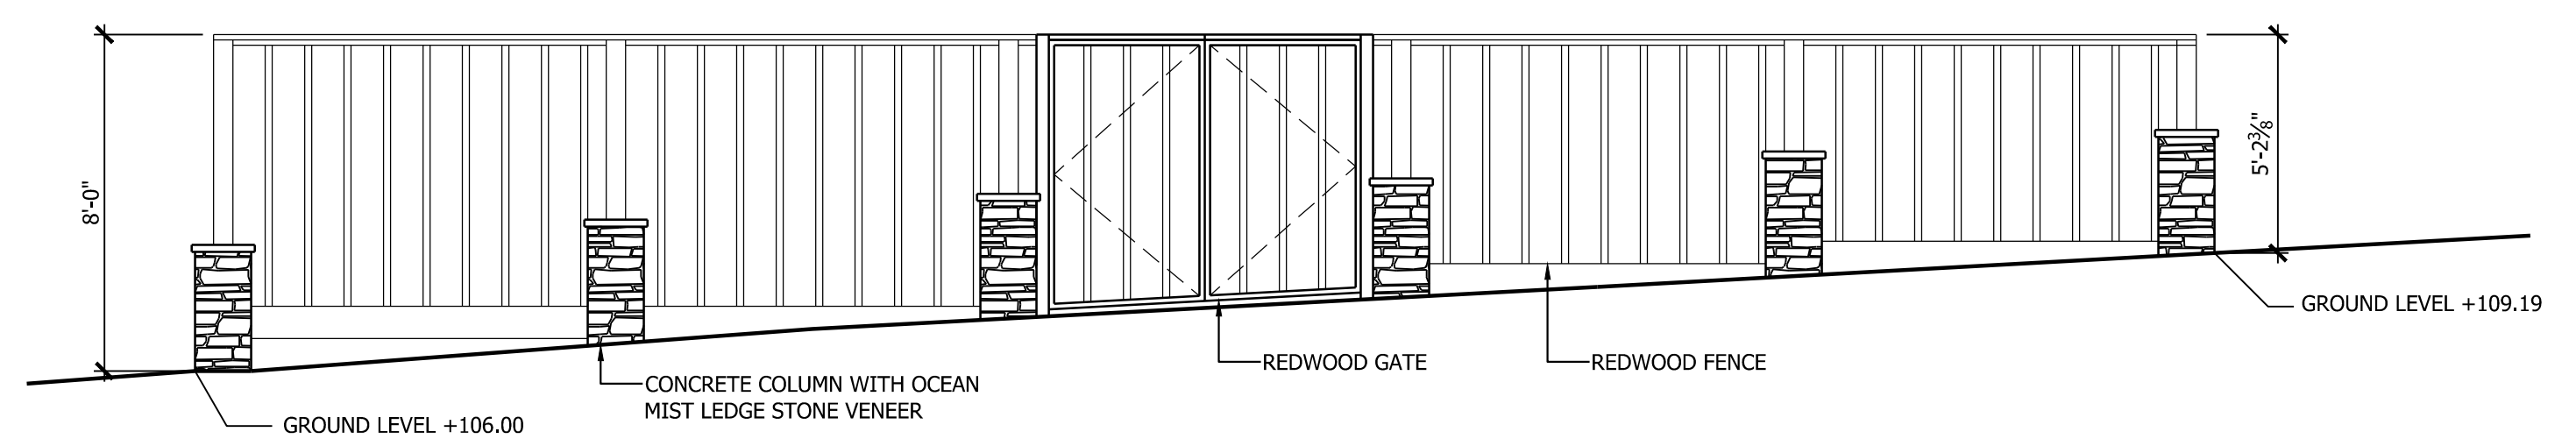 8'-0"
5'-2⅜"
GROUND LEVEL +109.19
REDWOOD GATE
REDWOOD FENCE
CONCRETE COLUMN WITH OCEAN
MIST LEDGE STONE VENEER
GROUND LEVEL +106.00